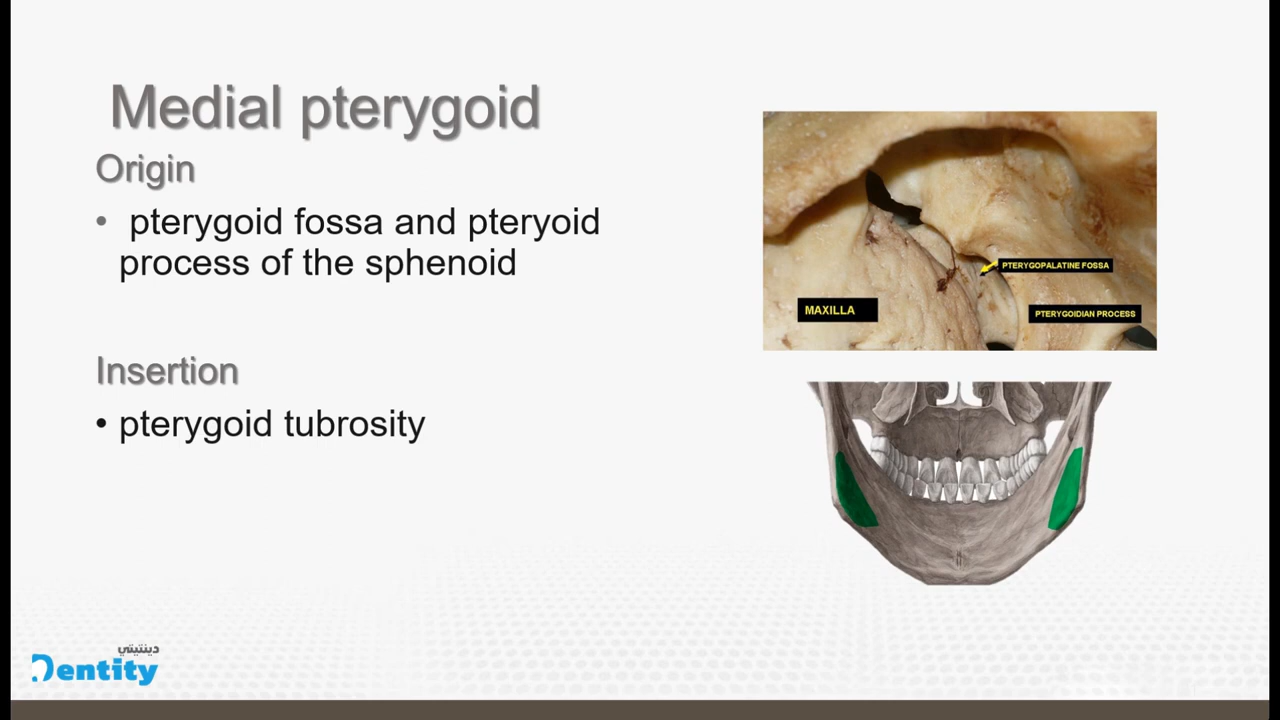 Medial pterygoid
Origin
• pterygoid fossa and pteryoid
process of the sphenoid
Insertion
• pterygoid tubrosity
PTERYGOPALATINE FOSSA
MAXILLA
PTERYGOIDIAN PROCESS
دينتيتي
Dentity